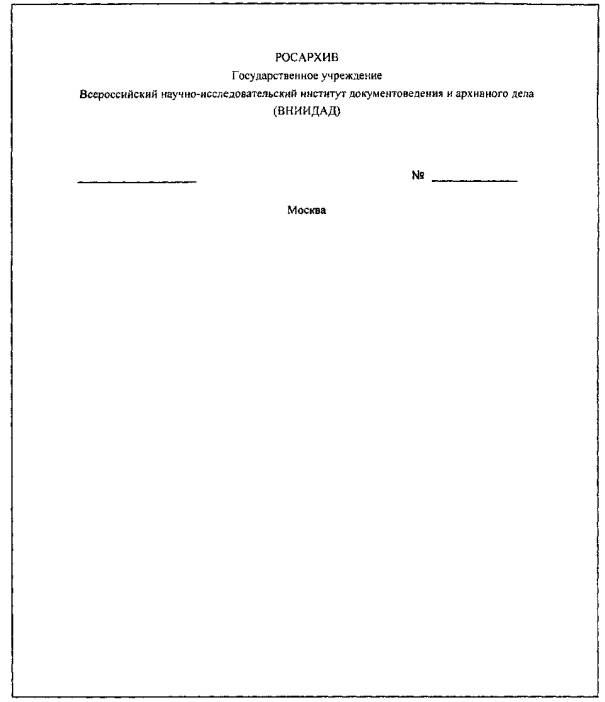 РОСАРХИВ
Государственное учреждение
Всероссийский научно-исследовательский институт документоведения и архивного дела
(ВНИИДАД)
№
Москва